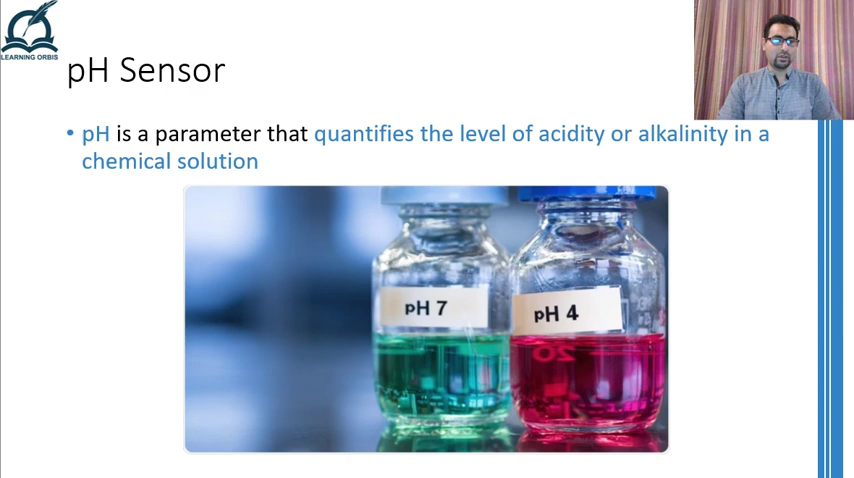 LEARNING ORBIS
pH Sensor
• pH is a parameter that quantifies the level of acidity or alkalinity in a
chemical solution
pH 7
pH 4
20